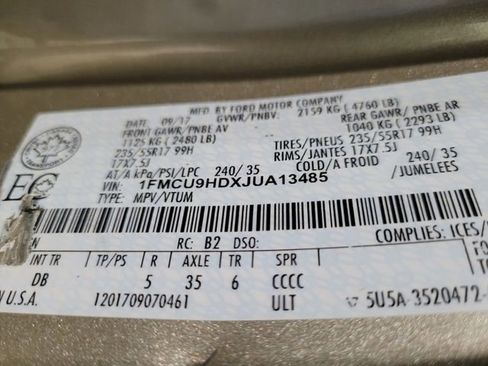 MFD. BY FORD MOTOR COMPANY
DATE: 09/17 GVWR/PNBV: 2159 KG ( 4760 LB)
FRONT GAWR/PNBE AV REAR GAWR/ PNBE AR
1125 KG ( 2480 LB) 1040 KG ( 2293 LB)
235/55R17 99H TIRES/PNEUS 235/55R17 99H
17X7.5J RIMS/JANTES 17X7.5J
AT/A kPa/PSI/LPC 240/ 35 COLD/A FROID 240/ 35
VIN: 1FMCU9HDXJUA13485 /JUMELEES
TYPE: MPV/VTUM
EC
RC: B2 DSO: COMPLIES: ICES/
INT TR TP/PS R AXLE TR SPR
DB 5 35 6 CCCC
N U.S.A. 1201709070461 ULT 5U5A-3520472-